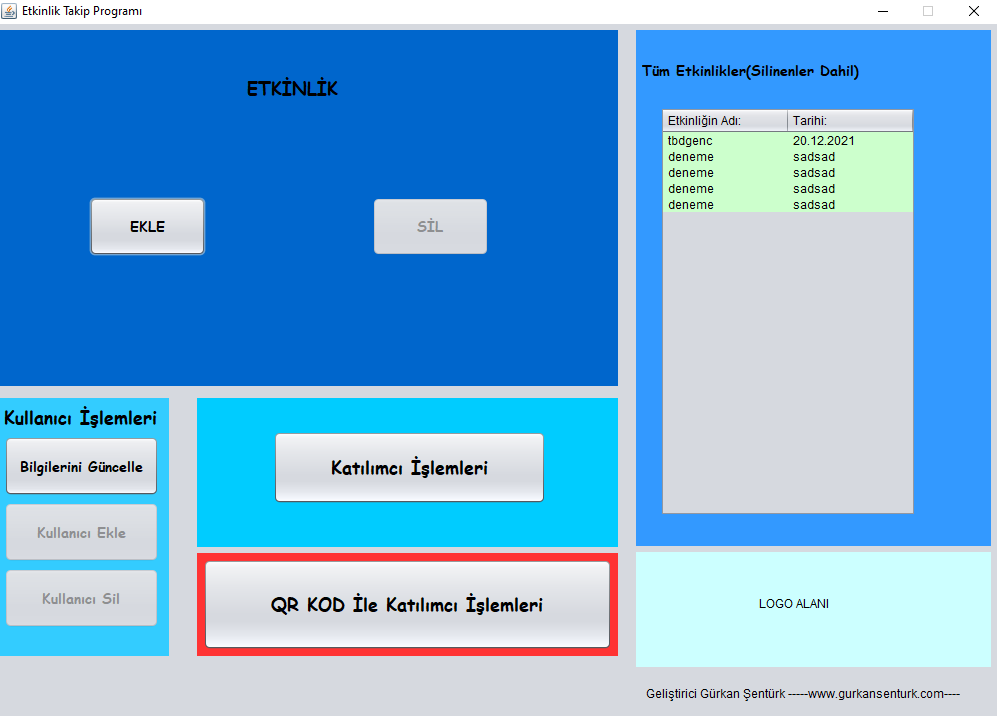 Etkinlik Takip Programı
ETKİNLİK
EKLE
SİL
Tüm Etkinlikler(Silinenler Dahil)
Etkinliğin Adı: Tarihi:
tbdgenc 20.12.2021
deneme sadsad
deneme sadsad
deneme sadsad
deneme sadsad
Kullanıcı İşlemleri
Bilgilerini Güncelle
Kullanıcı Ekle
Kullanıcı Sil
Katılımcı İşlemleri
QR KOD İle Katılımcı İşlemleri
LOGO ALANI
Geliştirici Gürkan Şentürk -----www.gurkansenturk.com----